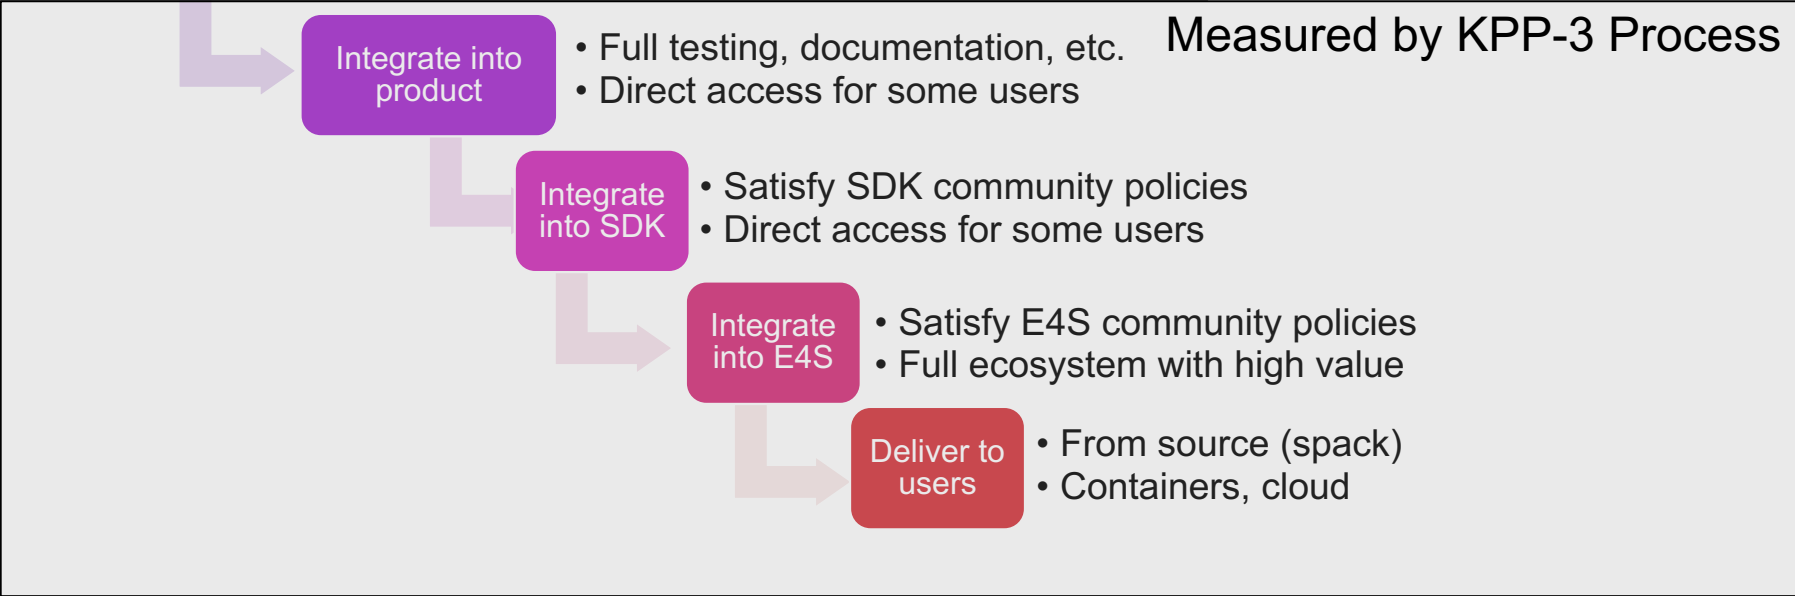 Measured by KPP-3 Process
Integrate into
product
• Full testing, documentation, etc.
• Direct access for some users
Integrate
into SDK
• Satisfy SDK community policies
• Direct access for some users
Integrate
into E4S
• Satisfy E4S community policies
• Full ecosystem with high value
Deliver to
users
• From source (spack)
• Containers, cloud